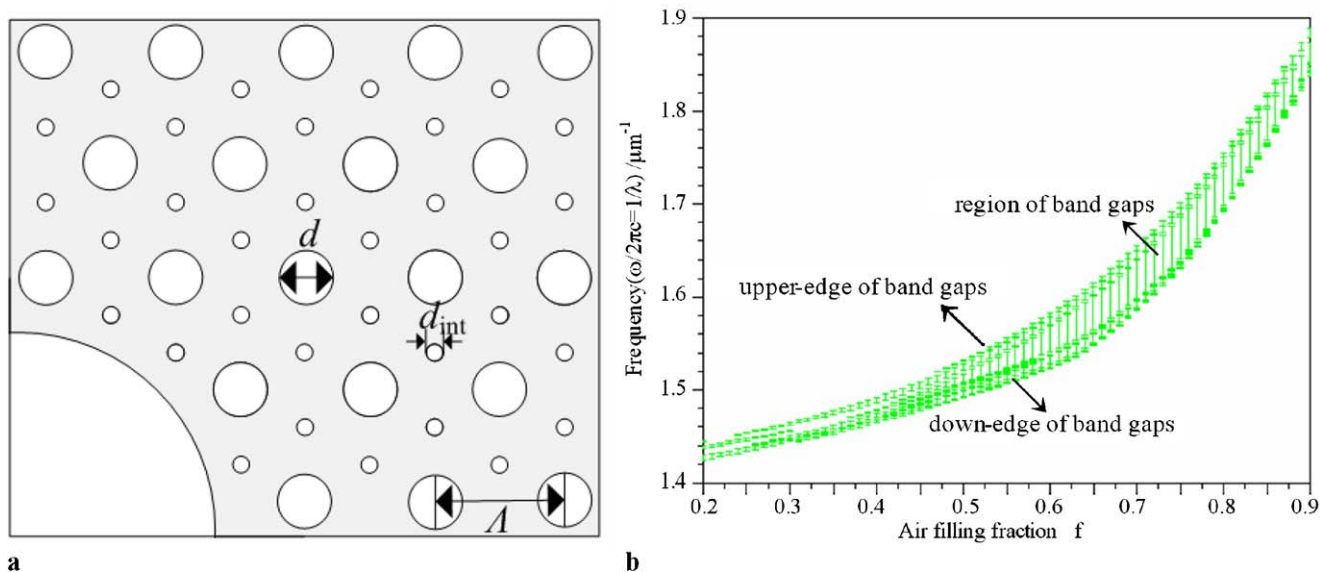 d
dint
Λ
a
Frequency(ω/2πc=1/λ) /μm⁻¹
1.9
1.8
1.7
1.6
1.5
1.4
region of band gaps
upper-edge of band gaps
down-edge of band gaps
0.2 0.3 0.4 0.5 0.6 0.7 0.8 0.9
Air filling fraction f
b